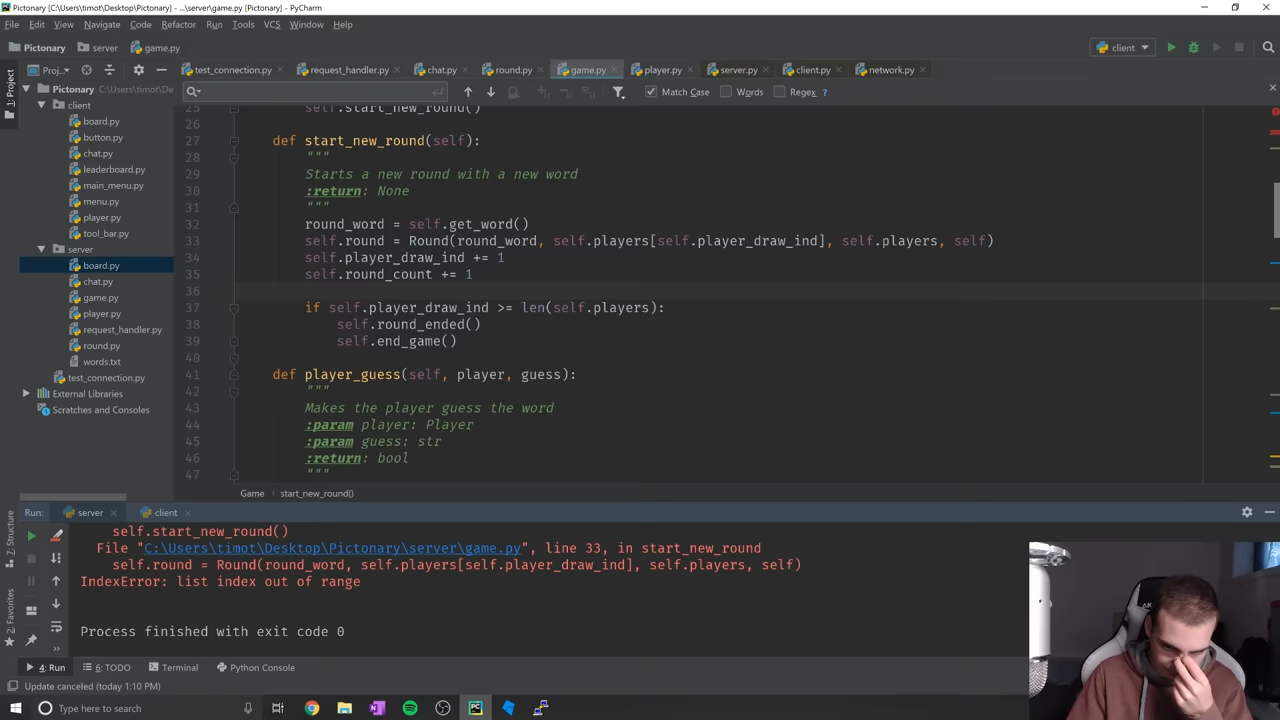 Pictonary [C:\Users\timot\Desktop\Pictonary] - ...\server\game.py [Pictonary] - PyCharm
File Edit View Navigate Code Refactor Run Tools VCS Window Help
Pictonary server game.py client
1: Project
Proj... test_connection.py request_handler.py chat.py round.py game.py player.py server.py client.py network.py
Pictonary
client
board.py
button.py
chat.py
leaderboard.py
main_menu.py
menu.py
player.py
tool_bar.py
server
board.py
chat.py
game.py
player.py
request_handler.py
round.py
words.txt
test_connection.py
External Libraries
Scratches and Consoles
Match Case Words Regex ?
25 self.start_new_round()
26
27 def start_new_round(self):
28 """
29 Starts a new round with a new word
30 :return: None
31 """
32 round_word = self.get_word()
33 self.round = Round(round_word, self.players[self.player_draw_ind], self.players, self)
34 self.player_draw_ind += 1
35 self.round_count += 1
36
37 if self.player_draw_ind >= len(self.players):
38 self.round_ended()
39 self.end_game()
40
41 def player_guess(self, player, guess):
42 """
43 Makes the player guess the word
44 :param player: Player
45 :param guess: str
46 :return: bool
47 """
Game start_new_round()
Run: server client
self.start_new_round()
File "C:\Users\timot\Desktop\Pictonary\server\game.py", line 33, in start_new_round
self.round = Round(round_word, self.players[self.player_draw_ind], self.players, self)
IndexError: list index out of range
Process finished with exit code 0
7: Structure
2: Favorites
4: Run 6: TODO Terminal Python Console
Update canceled (today 1:10 PM)
Type here to search